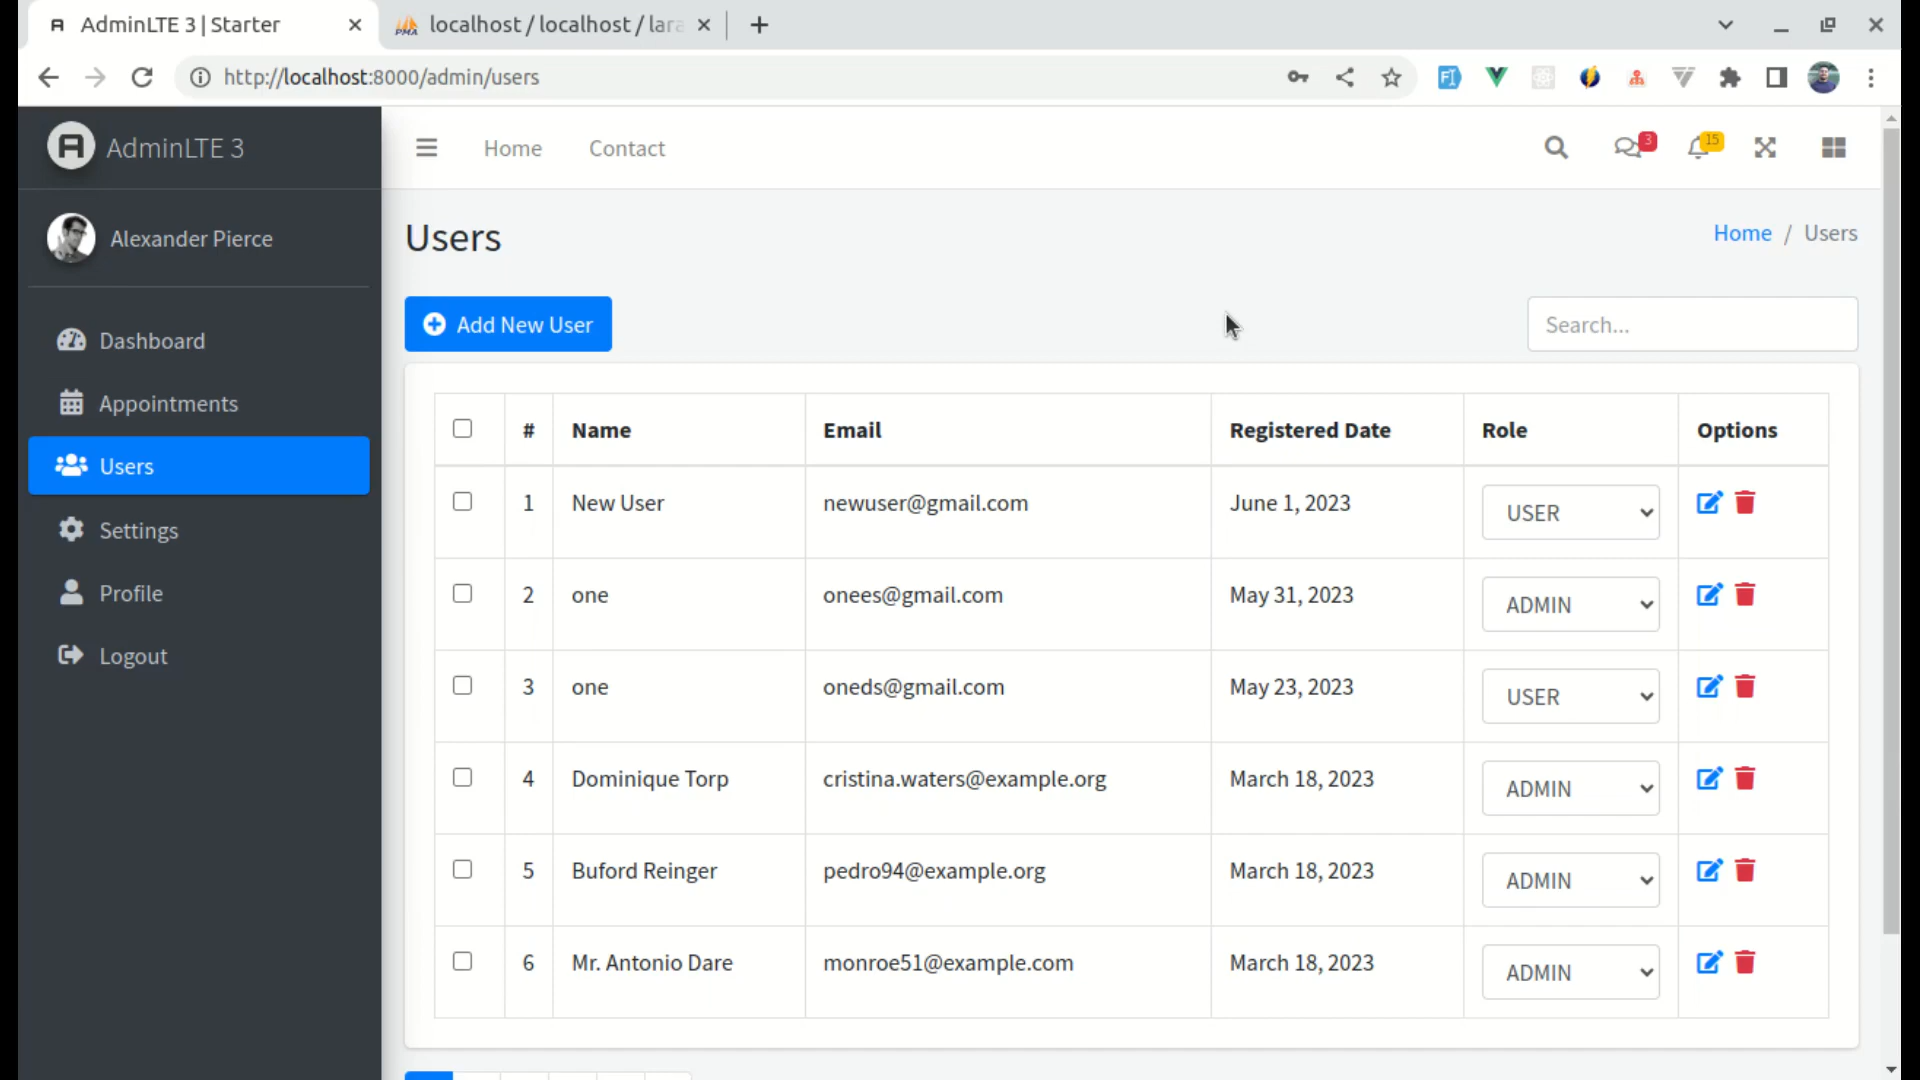 AdminLTE 3 | Starter
localhost / localhost / lara
http://localhost:8000/admin/users
AdminLTE 3
Home
Contact
3
15
Alexander Pierce
Users
Home / Users
Add New User
Search...
Dashboard
Appointments
Users
Settings
Profile
Logout
# Name Email Registered Date Role Options
1 New User newuser@gmail.com June 1, 2023 USER
2 one onees@gmail.com May 31, 2023 ADMIN
3 one oneds@gmail.com May 23, 2023 USER
4 Dominique Torp cristina.waters@example.org March 18, 2023 ADMIN
5 Buford Reinger pedro94@example.org March 18, 2023 ADMIN
6 Mr. Antonio Dare monroe51@example.com March 18, 2023 ADMIN